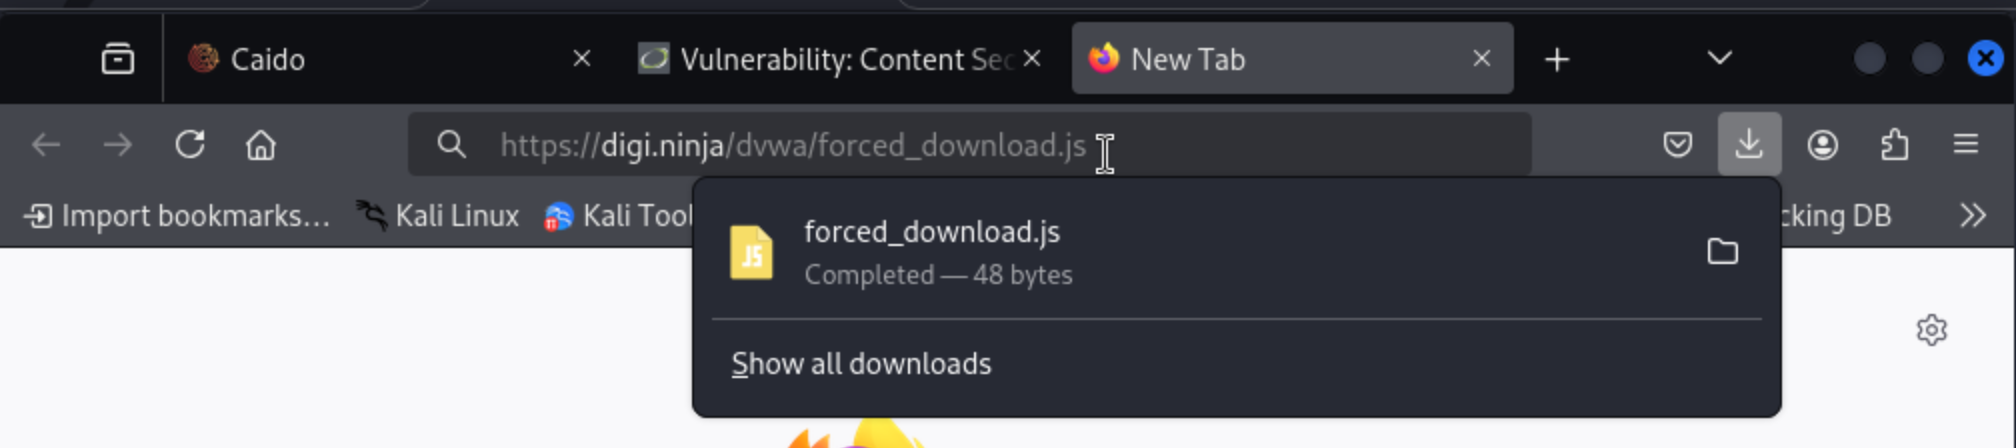 Caido
Vulnerability: Content Sec
New Tab
https://digi.ninja/dvwa/forced_download.js
Import bookmarks...
Kali Linux
Kali Tool
cking DB
JS
forced_download.js
Completed — 48 bytes
Show all downloads